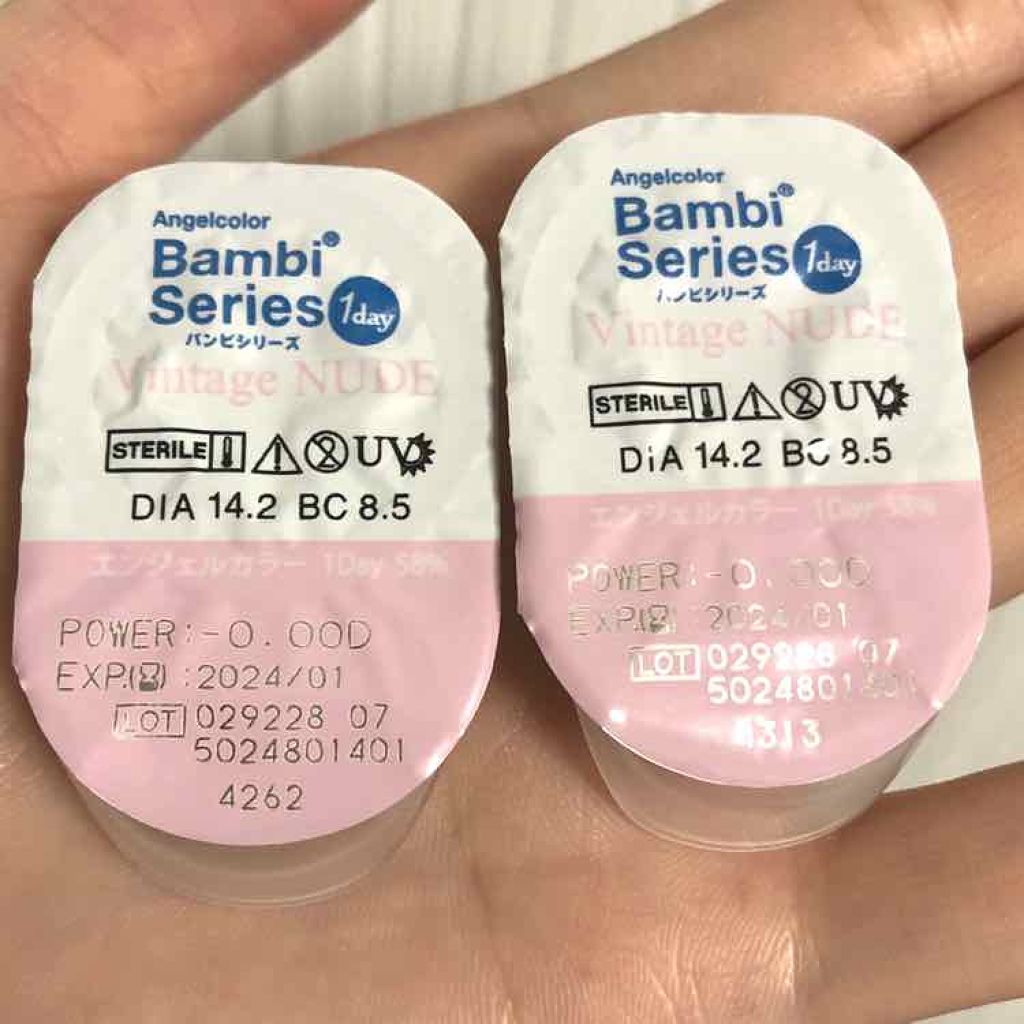 Angelcolor
Bambi®
Series 1day
バンビシリーズ
Vintage NUDE
STERILE UV
DIA 14.2 BC 8.5
エンジェルカラー 1Day 58%
POWER:-0.00D
EXP.(使) :2024/01
LOT 029228 07
5024801401
4262
Angelcolor
Bambi®
Series 1day
バンビシリーズ
Vintage NUDE
STERILE UV
DIA 14.2 BC 8.5
エンジェルカラー 1Day 58%
POWER:-0.00D
EXP. :2024/01
LOT 029228 07
5024801401
4313